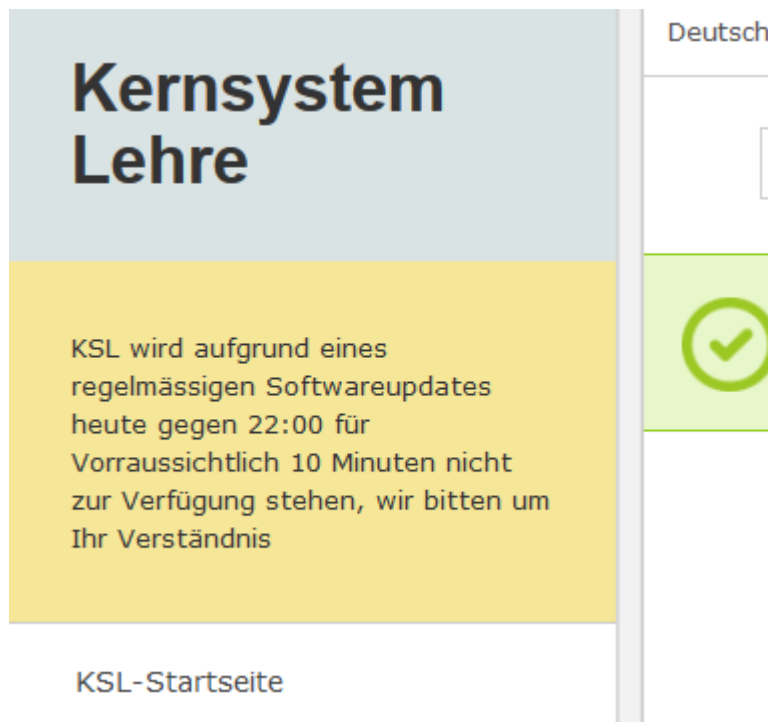 Kernsystem
Lehre
Deutsch
KSL wird aufgrund eines
regelmässigen Softwareupdates
heute gegen 22:00 für
Vorraussichtlich 10 Minuten nicht
zur Verfügung stehen, wir bitten um
Ihr Verständnis
KSL-Startseite